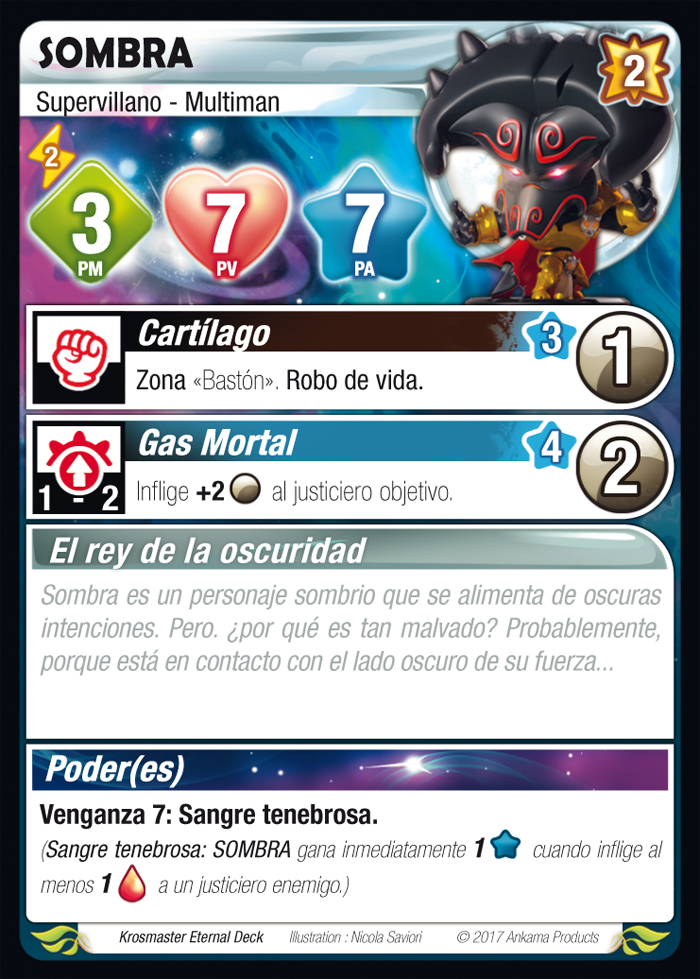 SOMBRA
2
Supervillano - Multiman
2
3
PM
7
PV
7
PA
Cartílago
3
1
Zona «Bastón». Robo de vida.
Gas Mortal
4
2
1 - 2
Inflige +2 al justiciero objetivo.
El rey de la oscuridad
Sombra es un personaje sombrio que se alimenta de oscuras
intenciones. Pero. ¿por qué es tan malvado? Probablemente,
porque está en contacto con el lado oscuro de su fuerza...
Poder(es)
Venganza 7: Sangre tenebrosa.
(Sangre tenebrosa: SOMBRA gana inmediatamente 1 cuando inflige al
menos 1 a un justiciero enemigo.)
Krosmaster Eternal Deck Illustration : Nicola Saviori © 2017 Ankama Products